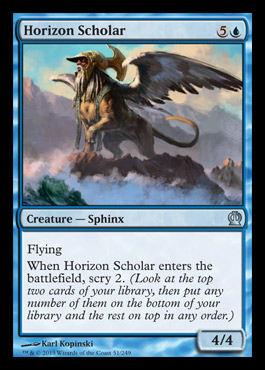 Horizon Scholar 5
Creature — Sphinx
Flying
When Horizon Scholar enters the
battlefield, scry 2. (Look at the top
two cards of your library, then put any
number of them on the bottom of your
library and the rest on top in any order.)
4/4
Karl Kopinski
™ & © 2013 Wizards of the Coast 51/249